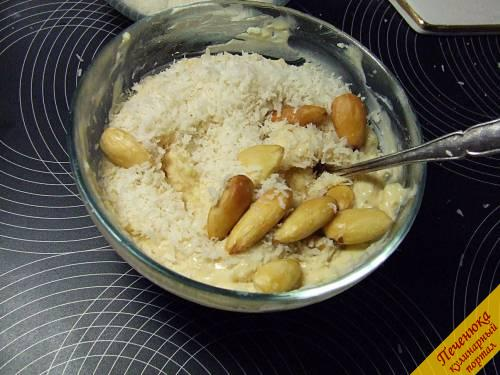 Печенюка
кулинарный
портал